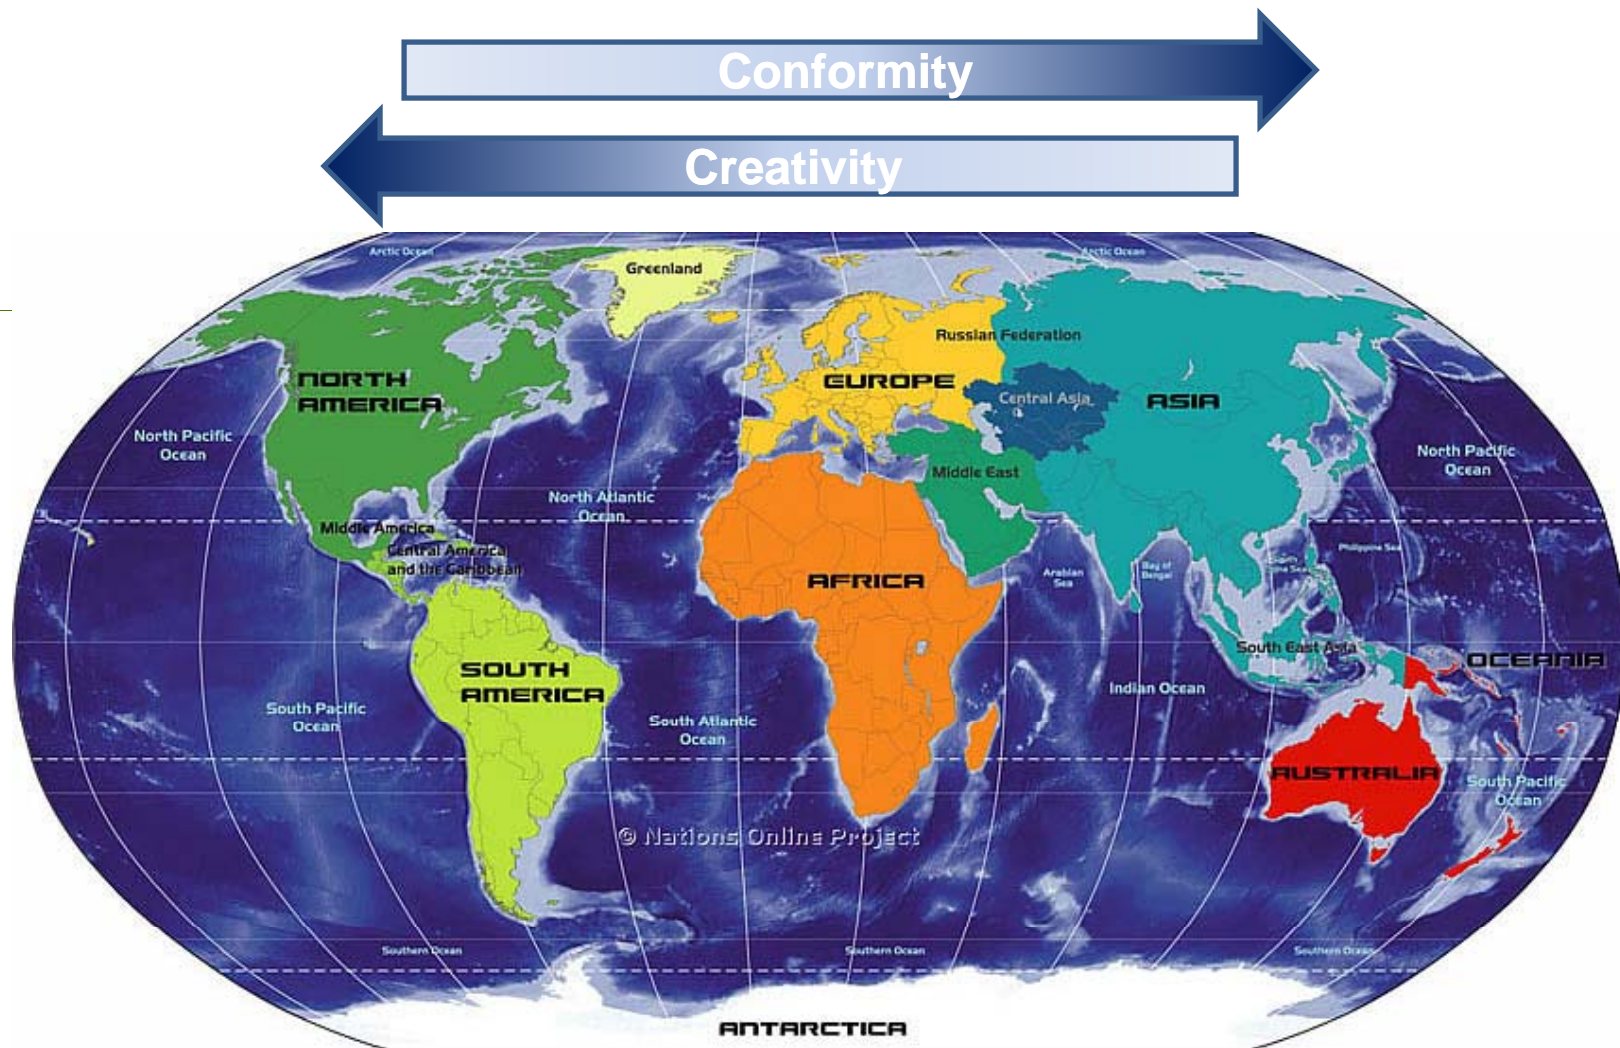 Conformity
Creativity
Arctic Ocean
Arctic Ocean
Greenland
Russian Federation
NORTH
AMERICA
EUROPE
Central Asia
ASIA
North Pacific
Ocean
North Pacific
Ocean
Middle East
North Atlantic
Ocean
Middle America
Central America
and the Caribbean
Philippine Sea
Arabian
Sea
Bay of
Bengal
South
Sea
AFRICA
South East Asia
OCEANIA
SOUTH
AMERICA
Indian Ocean
South Pacific
Ocean
South Atlantic
Ocean
AUSTRALIA
South Pacific
Ocean
© Nations Online Project
Southern Ocean
Southern Ocean
Southern Ocean
ANTARCTICA